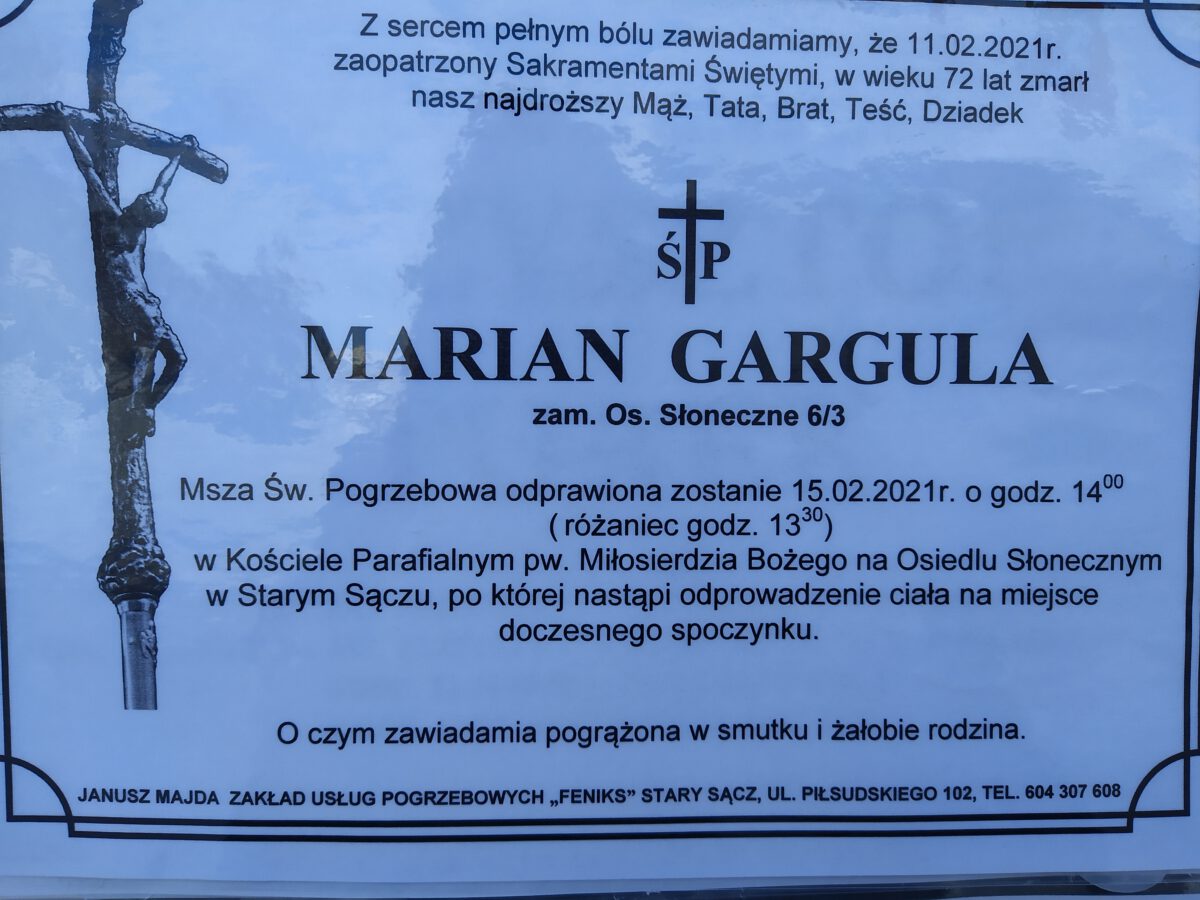 Z sercem pełnym bólu zawiadamiamy, że 11.02.2021r.
zaopatrzony Sakramentami Świętymi, w wieku 72 lat zmarł
nasz najdroższy Mąż, Tata, Brat, Teść, Dziadek
Ś P
MARIAN GARGULA
zam. Os. Słoneczne 6/3
Msza Św. Pogrzebowa odprawiona zostanie 15.02.2021r. o godz. 14⁰⁰
( różaniec godz. 13³⁰)
w Kościele Parafialnym pw. Miłosierdzia Bożego na Osiedlu Słonecznym
w Starym Sączu, po której nastąpi odprowadzenie ciała na miejsce
doczesnego spoczynku.
O czym zawiadamia pogrążona w smutku i żałobie rodzina.
JANUSZ MAJDA ZAKŁAD USŁUG POGRZEBOWYCH „FENIKS” STARY SĄCZ, UL. PIŁSUDSKIEGO 102, TEL. 604 307 608